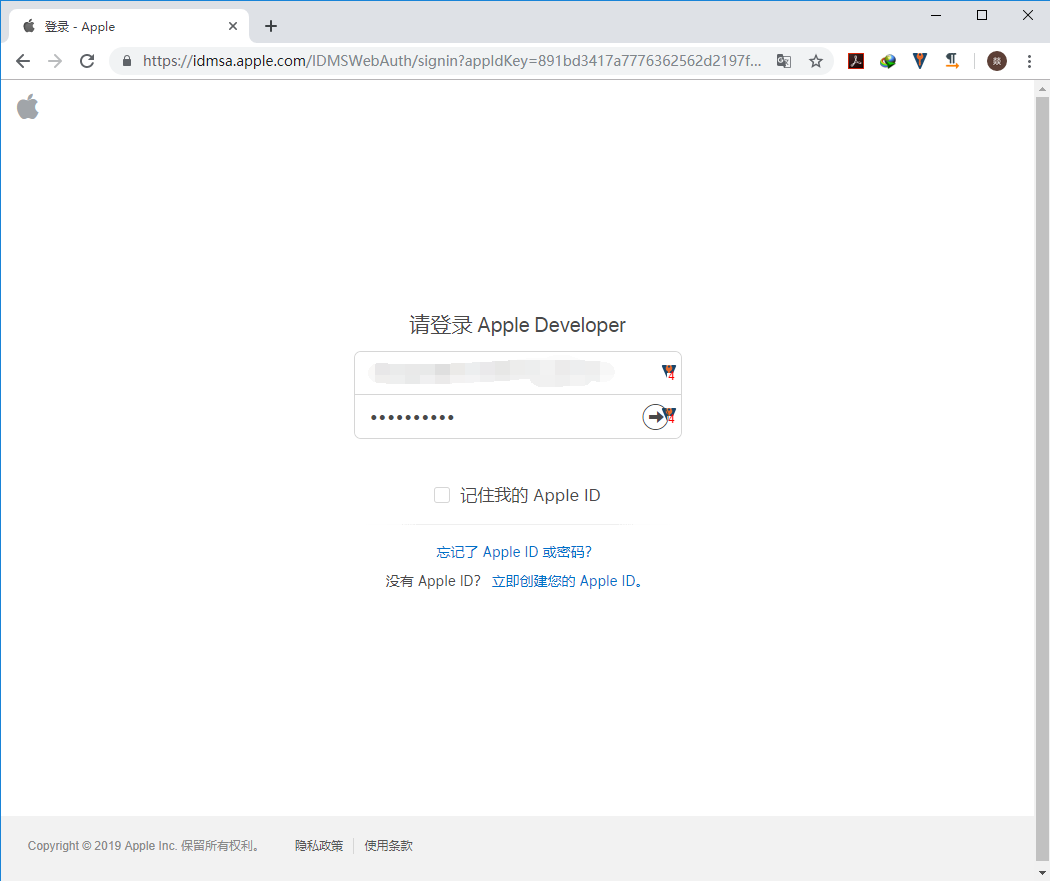 登录 - Apple
https://idmsa.apple.com/IDMSWebAuth/signin?appIdKey=891bd3417a7776362562d2197f...
请登录 Apple Developer
4
••••••••••
4
记住我的 Apple ID
忘记了 Apple ID 或密码？
没有 Apple ID？ 立即创建您的 Apple ID。
Copyright © 2019 Apple Inc. 保留所有权利。 隐私政策 使用条款